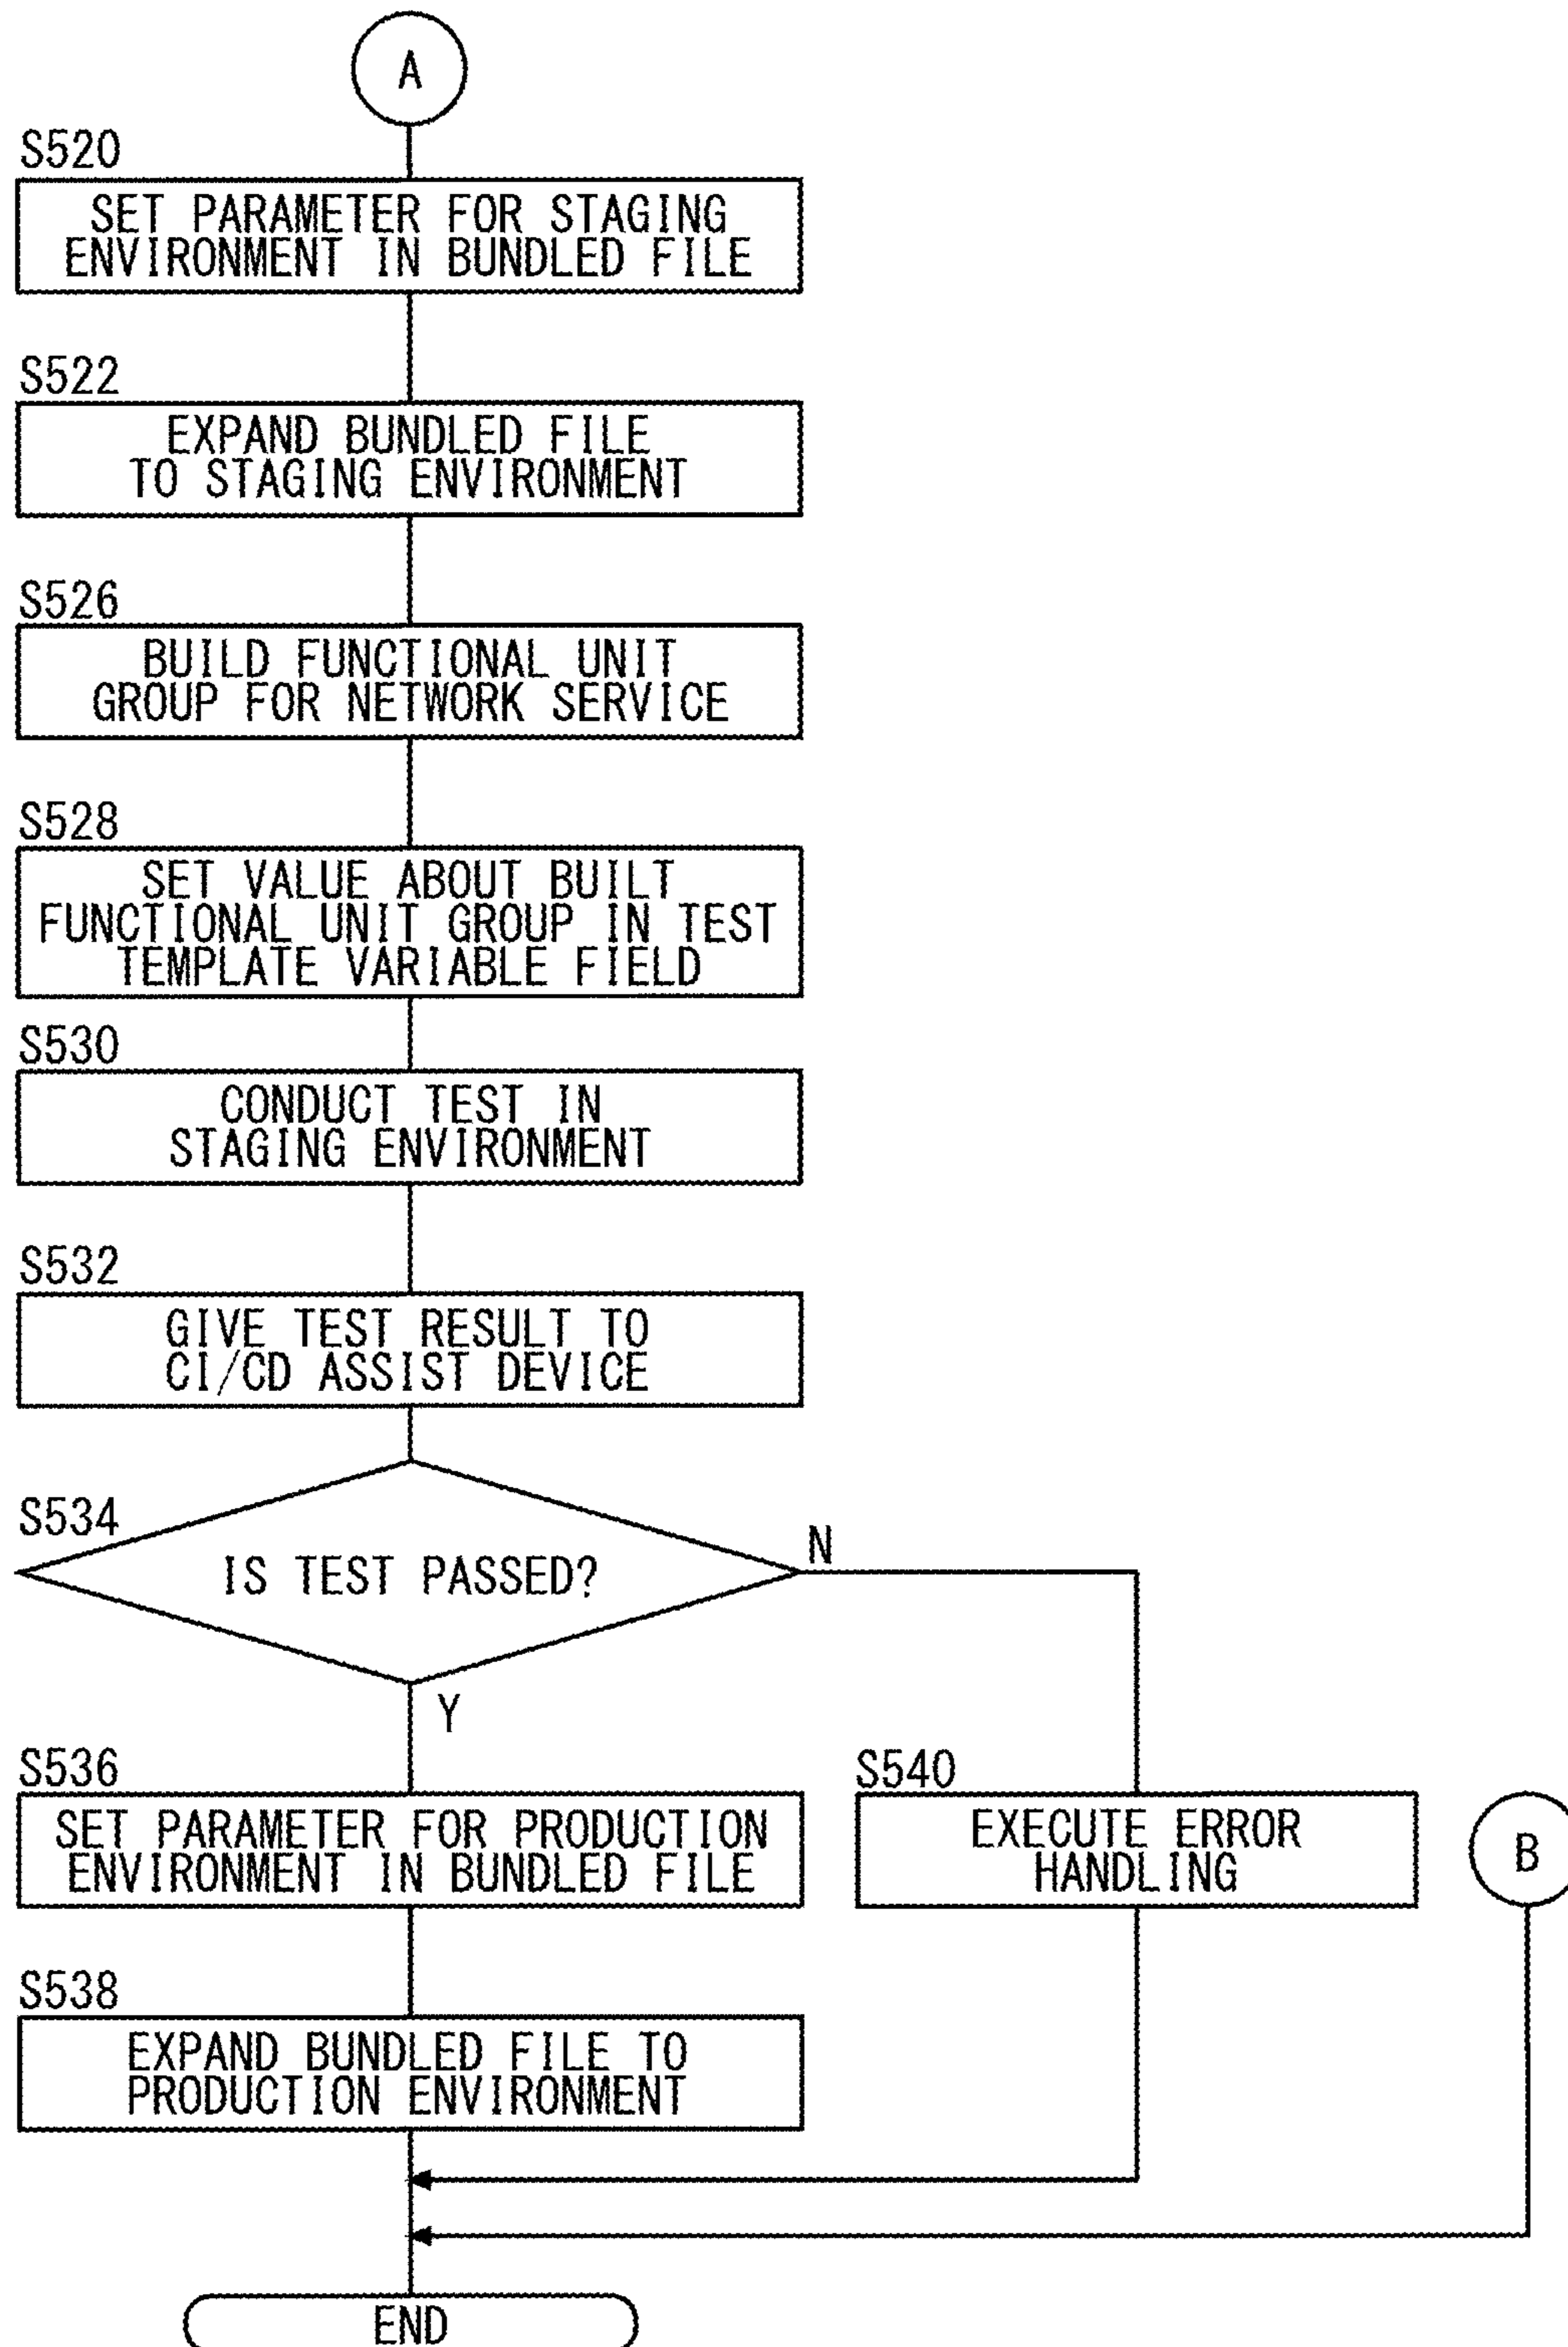 A
S520
SET PARAMETER FOR STAGING
ENVIRONMENT IN BUNDLED FILE
S522
EXPAND BUNDLED FILE
TO STAGING ENVIRONMENT
S526
BUILD FUNCTIONAL UNIT
GROUP FOR NETWORK SERVICE
S528
SET VALUE ABOUT BUILT
FUNCTIONAL UNIT GROUP IN TEST
TEMPLATE VARIABLE FIELD
S530
CONDUCT TEST IN
STAGING ENVIRONMENT
S532
GIVE TEST RESULT TO
CI/CD ASSIST DEVICE
S534
IS TEST PASSED?
N
Y
S536
SET PARAMETER FOR PRODUCTION
ENVIRONMENT IN BUNDLED FILE
S540
EXECUTE ERROR
HANDLING
B
S538
EXPAND BUNDLED FILE TO
PRODUCTION ENVIRONMENT
END